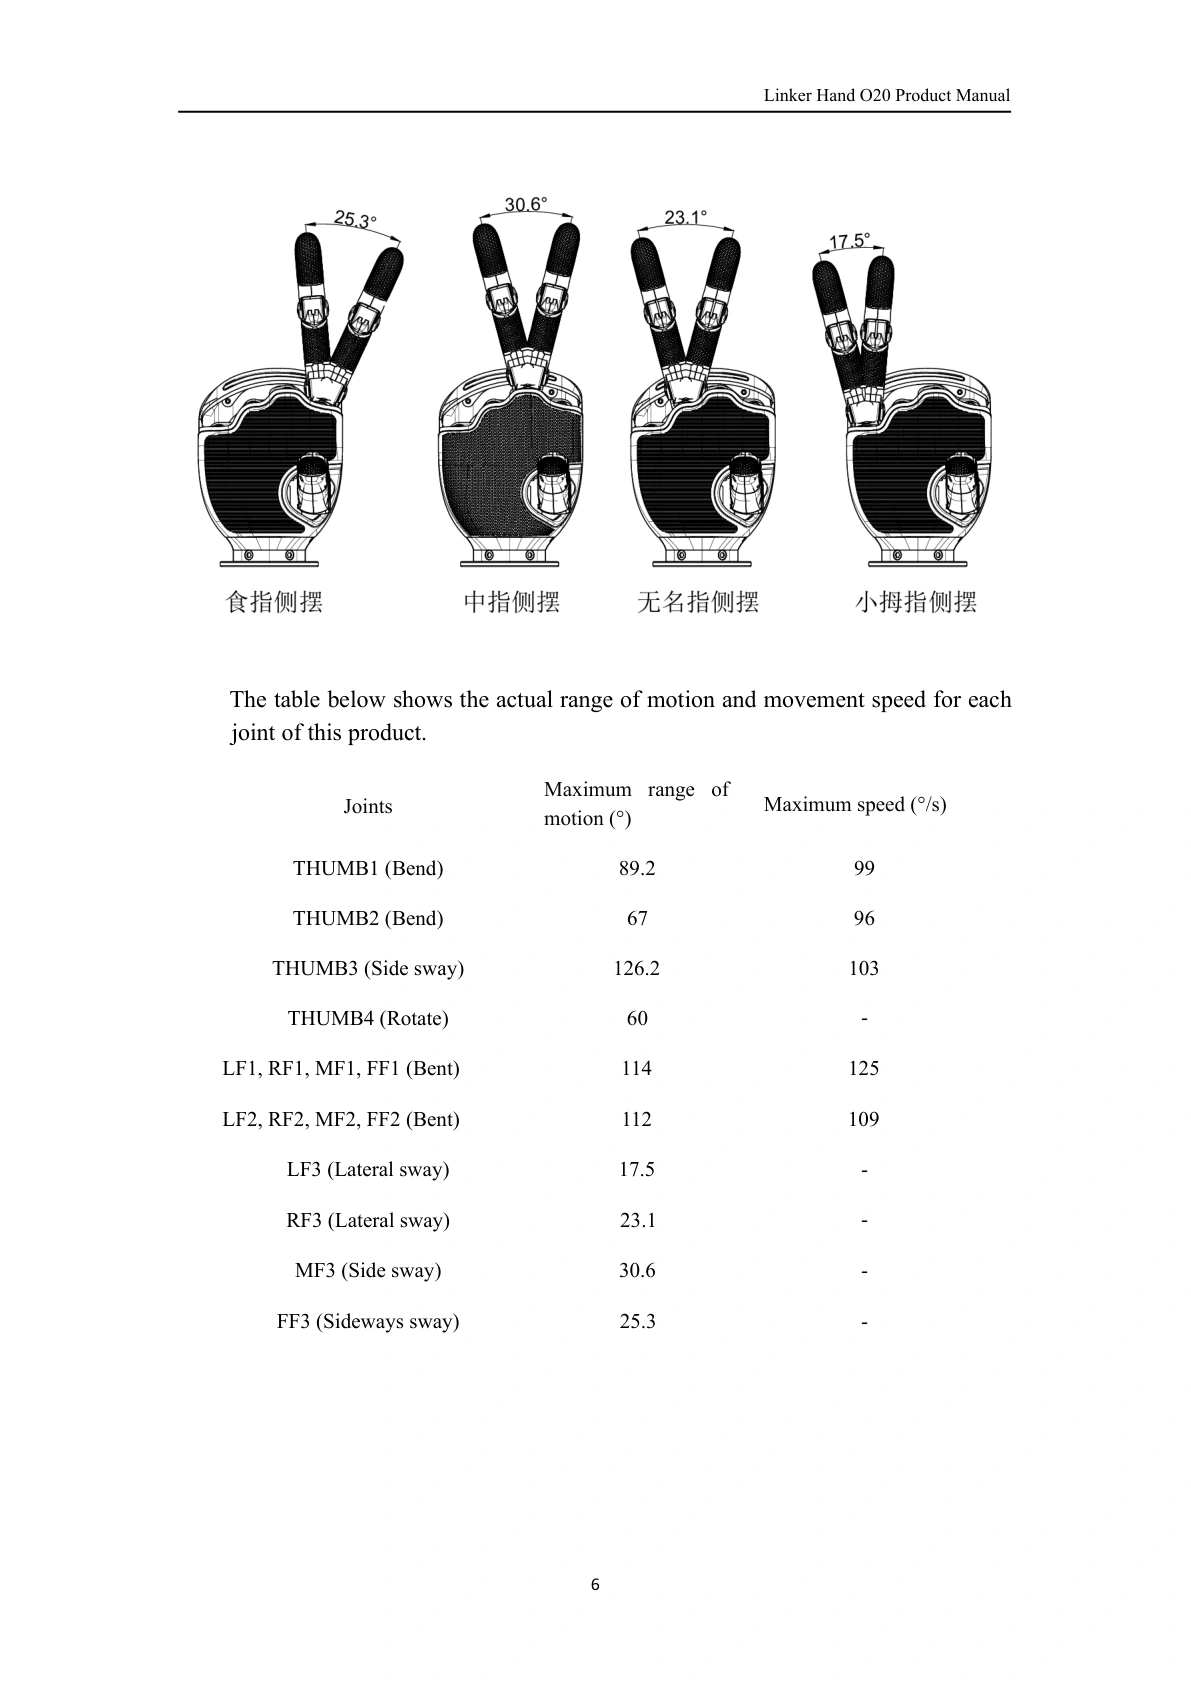 Linker Hand O20 Product Manual
25.3°
30.6°
23.1°
17.5°
食指侧摆
中指侧摆
无名指侧摆
小拇指侧摆
The table below shows the actual range of motion and movement speed for each
joint of this product.
Joints Maximum range of motion (°) Maximum speed (°/s)
THUMB1 (Bend) 89.2 99
THUMB2 (Bend) 67 96
THUMB3 (Side sway) 126.2 103
THUMB4 (Rotate) 60 -
LF1, RF1, MF1, FF1 (Bent) 114 125
LF2, RF2, MF2, FF2 (Bent) 112 109
LF3 (Lateral sway) 17.5 -
RF3 (Lateral sway) 23.1 -
MF3 (Side sway) 30.6 -
FF3 (Sideways sway) 25.3 -
6